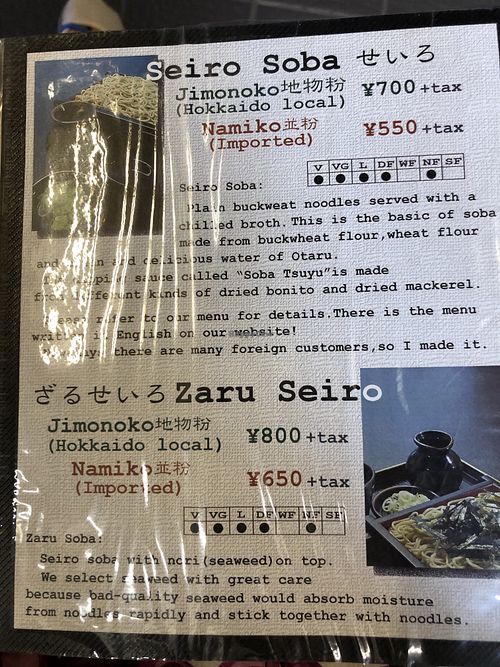 Seiro Soba せいろ
Jimonoko地物粉 ¥700+tax
(Hokkaido local)
Namiko並粉 ¥550+tax
(Imported)
V VG L DF WF NF SF
Seiro Soba:
Plain buckweat noodles served with a
chilled broth.This is the basic of soba
made from buckwheat flour,wheat flour
and and delicious water of Otaru.
sauce called "Soba Tsuyu"is made
kinds of dried bonito and dried mackerel.
refer to our menu for details.There is the menu
in English on our website!
there are many foreign customers,so I made it.
ざるせいろ Zaru Seiro
Jimonoko地物粉 ¥800+tax
(Hokkaido local)
Namiko並粉 ¥650+tax
(Imported)
V VG L DF WF NF SF
Zaru Soba:
Seiro soba with nori(seaweed)on top.
We select seaweed with great care
because bad-quality seaweed would absorb moisture
from noodles rapidly and stick together with noodles.